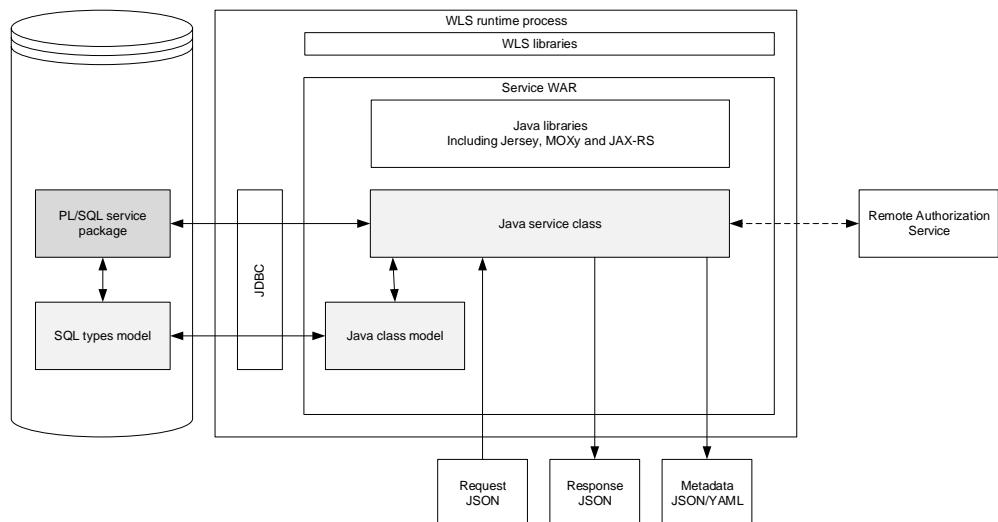 WLS runtime process
WLS libraries
Service WAR
Java libraries
Including Jersey, MOXy and JAX-RS
PL/SQL service
package
Java service class
Remote Authorization
Service
JDBC
SQL types model
Java class model
Request
JSON
Response
JSON
Metadata
JSON/YAML